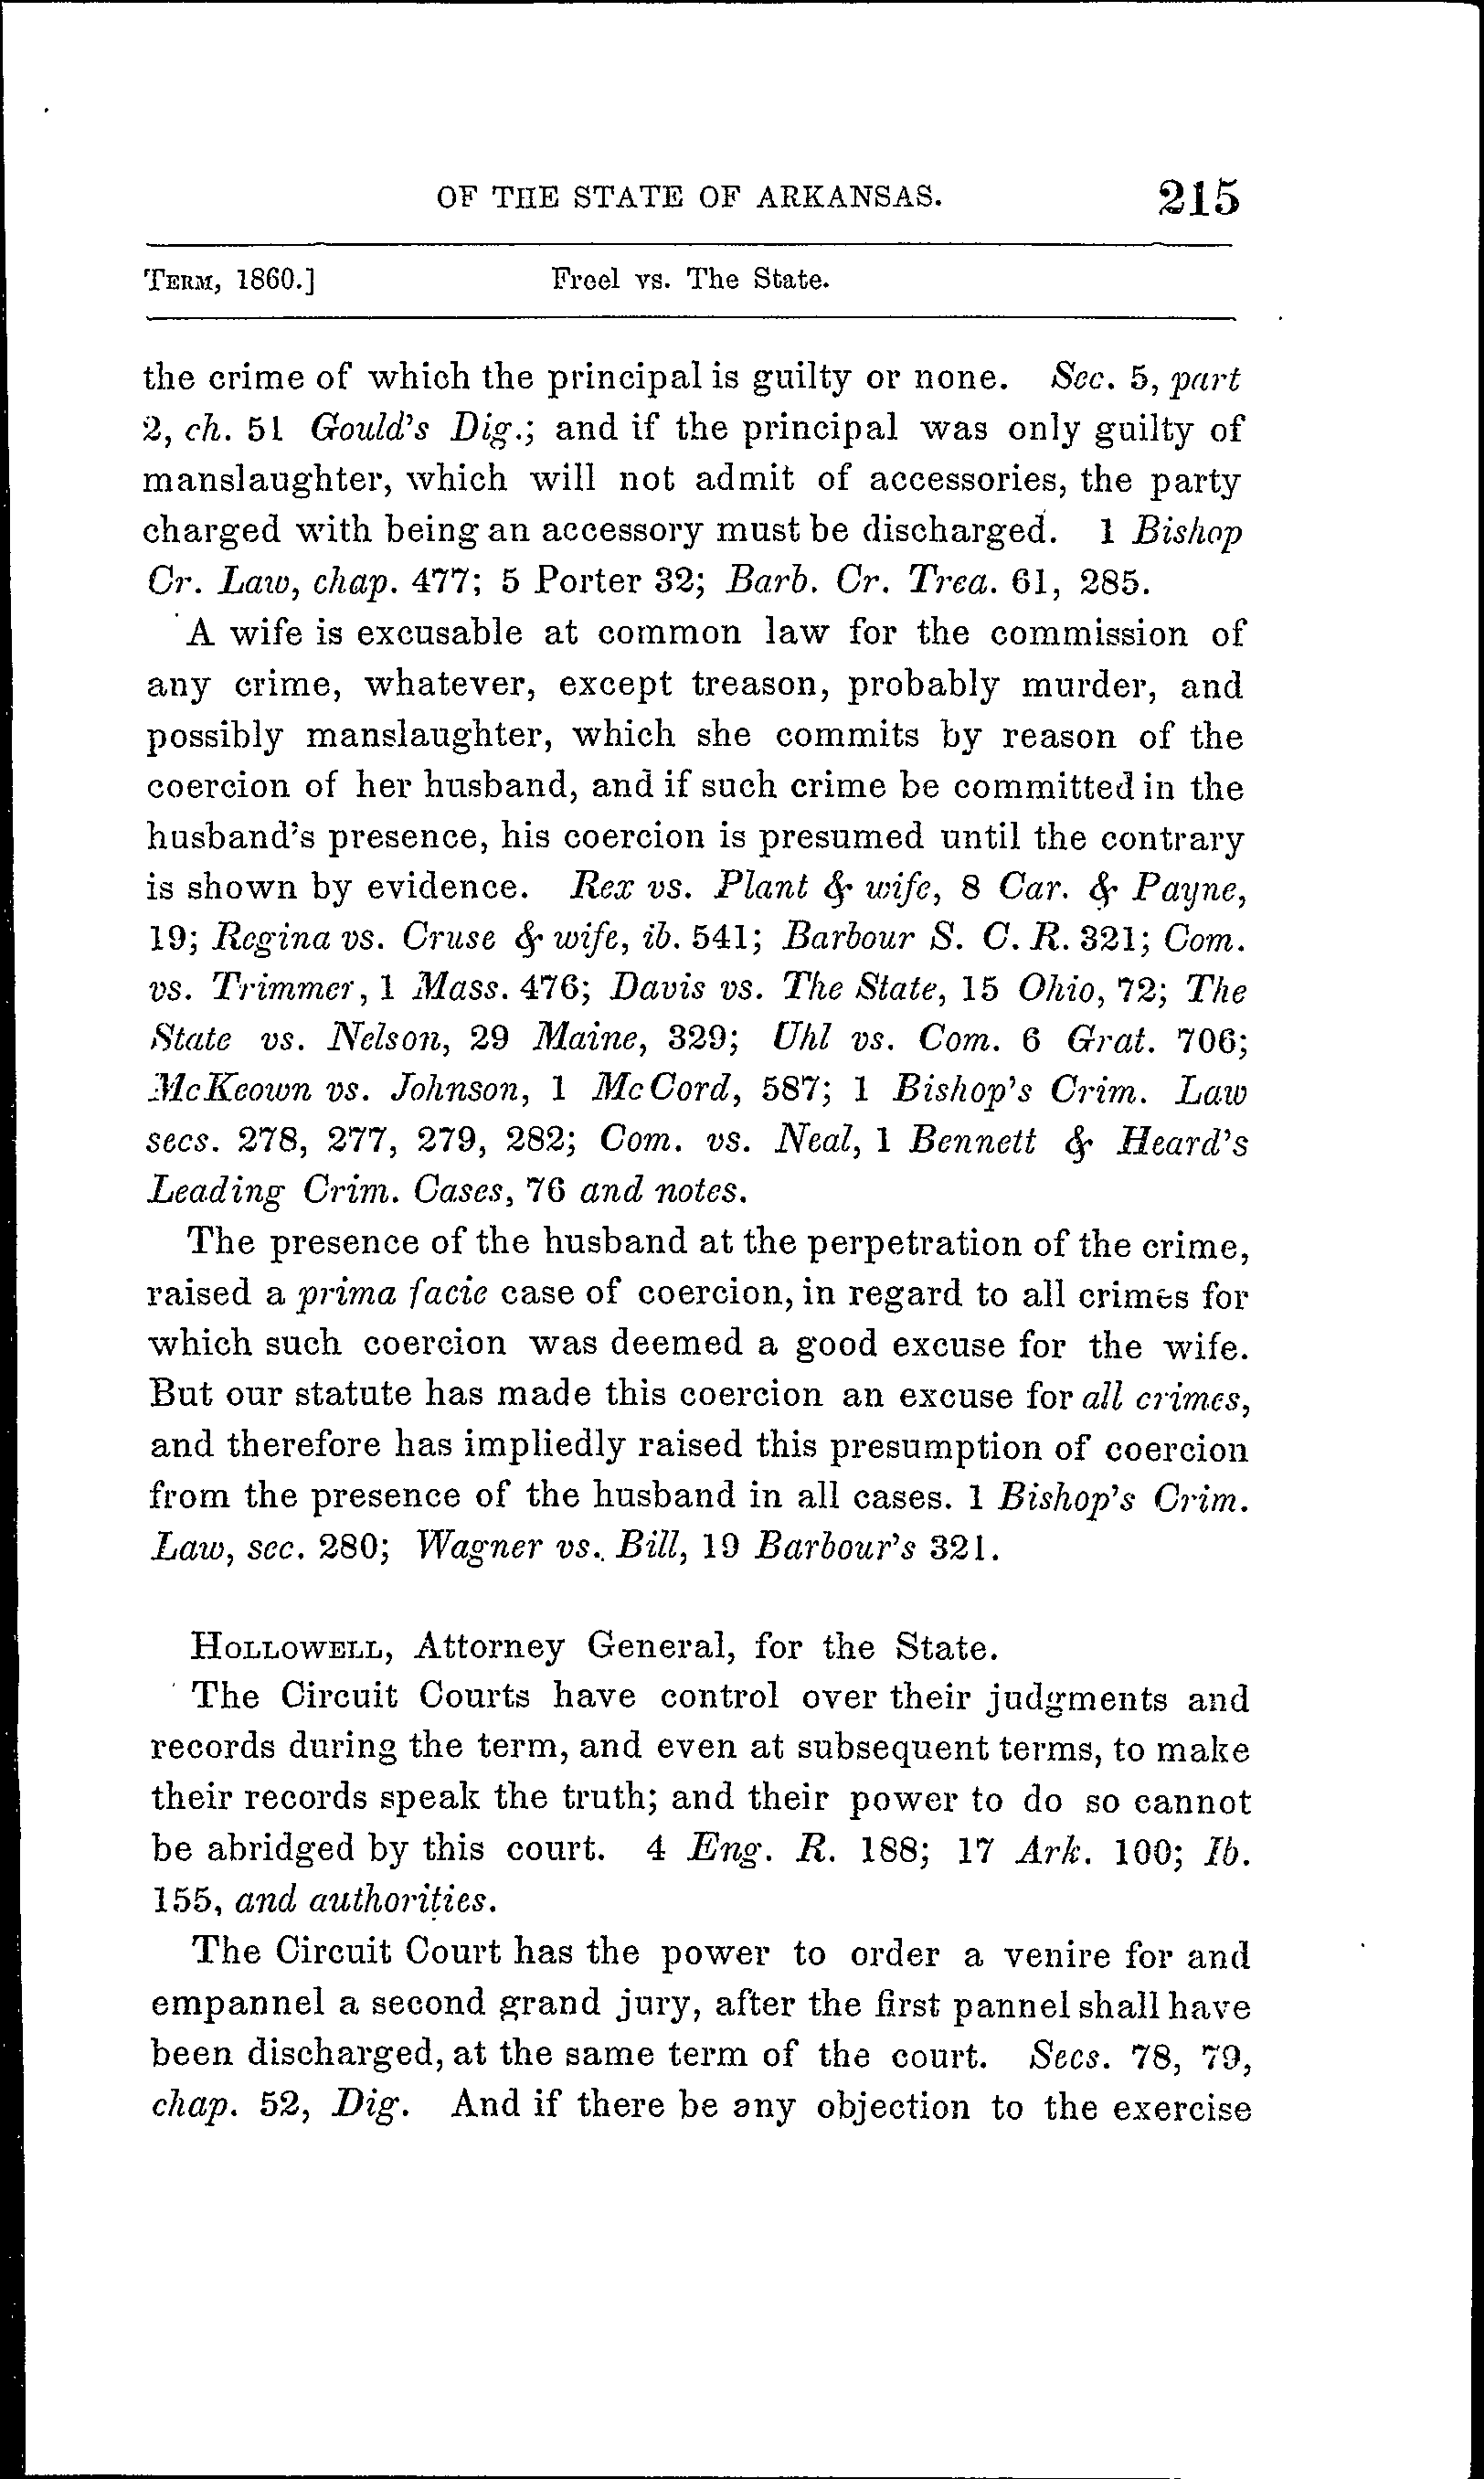 OF THE STATE OF ARKANSAS. 215
TERM, 1860.] Freel vs. The State.
the crime of which the principal is guilty or none. Sec. 5, part
2, ch. 51 Gould's Dig.; and if the principal was only guilty of
manslaughter, which will not admit of accessories, the party
charged with being an accessory must be discharged. 1 Bishop
Cr. Law, chap. 477; 5 Porter 32; Barb. Cr. Trea. 61, 285.
A wife is excusable at common law for the commission of
any crime, whatever, except treason, probably murder, and
possibly manslaughter, which she commits by reason of the
coercion of her husband, and if such crime be committed in the
husband's presence, his coercion is presumed until the contrary
is shown by evidence. Rex vs. Plant & wife, 8 Car. & Payne,
19; Regina vs. Cruse & wife, ib. 541; Barbour S. C. R. 321; Com.
vs. Trimmer, 1 Mass. 476; Davis vs. The State, 15 Ohio, 72; The
State vs. Nelson, 29 Maine, 329; Uhl vs. Com. 6 Grat. 706;
McKeown vs. Johnson, 1 McCord, 587; 1 Bishop's Crim. Law
secs. 278, 277, 279, 282; Com. vs. Neal, 1 Bennett & Heard's
Leading Crim. Cases, 76 and notes.
The presence of the husband at the perpetration of the crime,
raised a prima facie case of coercion, in regard to all crimes for
which such coercion was deemed a good excuse for the wife.
But our statute has made this coercion an excuse for all crimes,
and therefore has impliedly raised this presumption of coercion
from the presence of the husband in all cases. 1 Bishop's Crim.
Law, sec. 280; Wagner vs. Bill, 19 Barbour's 321.
HOLLOWELL, Attorney General, for the State.
The Circuit Courts have control over their judgments and
records during the term, and even at subsequent terms, to make
their records speak the truth; and their power to do so cannot
be abridged by this court. 4 Eng. R. 188; 17 Ark. 100; Ib.
155, and authorities.
The Circuit Court has the power to order a venire for and
empannel a second grand jury, after the first pannel shall have
been discharged, at the same term of the court. Secs. 78, 79,
chap. 52, Dig. And if there be any objection to the exercise